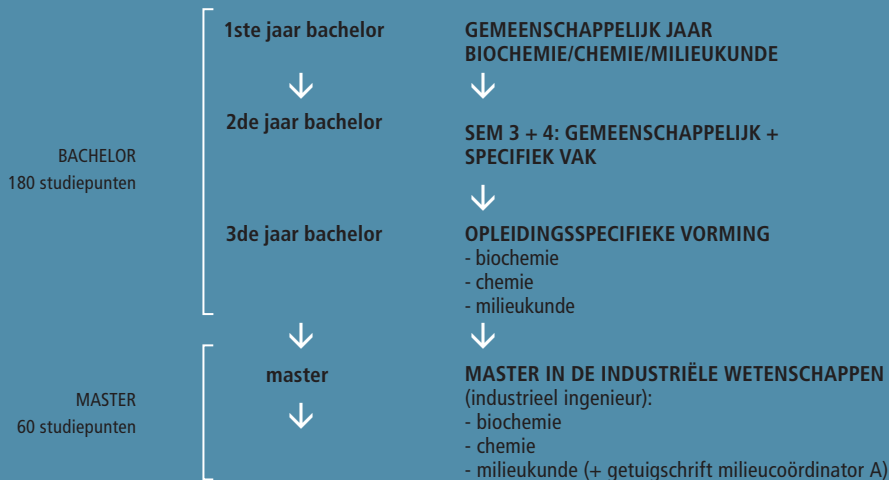 1ste jaar bachelor
GEMEENSCHAPPELIJK JAAR
BIOCHEMIE/CHEMIE/MILIEUKUNDE
2de jaar bachelor
SEM 3 + 4: GEMEENSCHAPPELIJK +
SPECIFIEK VAK
BACHELOR
180 studiepunten
3de jaar bachelor
OPLEIDINGSSPECIFIEKE VORMING
- biochemie
- chemie
- milieukunde
master
MASTER IN DE INDUSTRIËLE WETENSCHAPPEN
(industrieel ingenieur):
- biochemie
- chemie
- milieukunde (+ getuigschrift milieucoördinator A)
MASTER
60 studiepunten